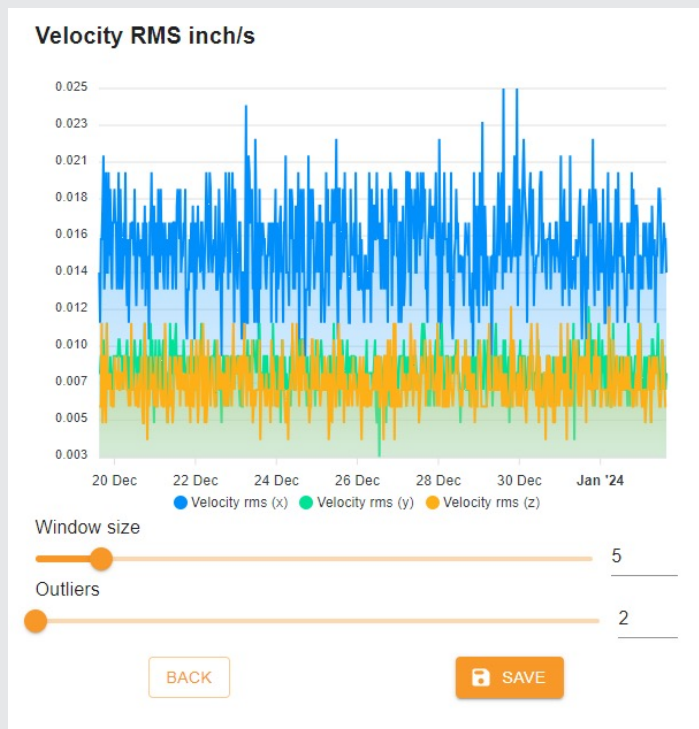 Velocity RMS inch/s
0.025
0.023
0.021
0.018
0.016
0.014
0.012
0.010
0.007
0.005
0.003
20 Dec 22 Dec 24 Dec 26 Dec 28 Dec 30 Dec Jan '24
Velocity rms (x) Velocity rms (y) Velocity rms (z)
Window size
5
Outliers
2
BACK SAVE